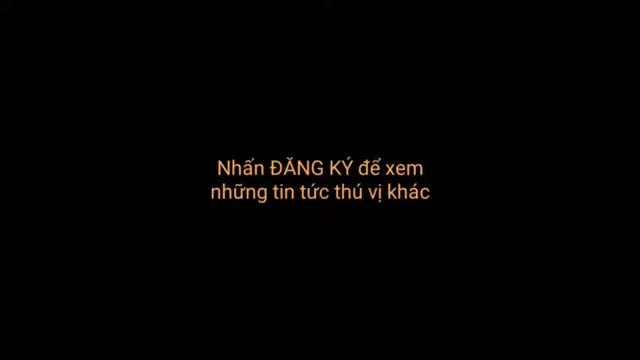 Nhấn ĐĂNG KÝ để xem
những tin tức thú vị khác